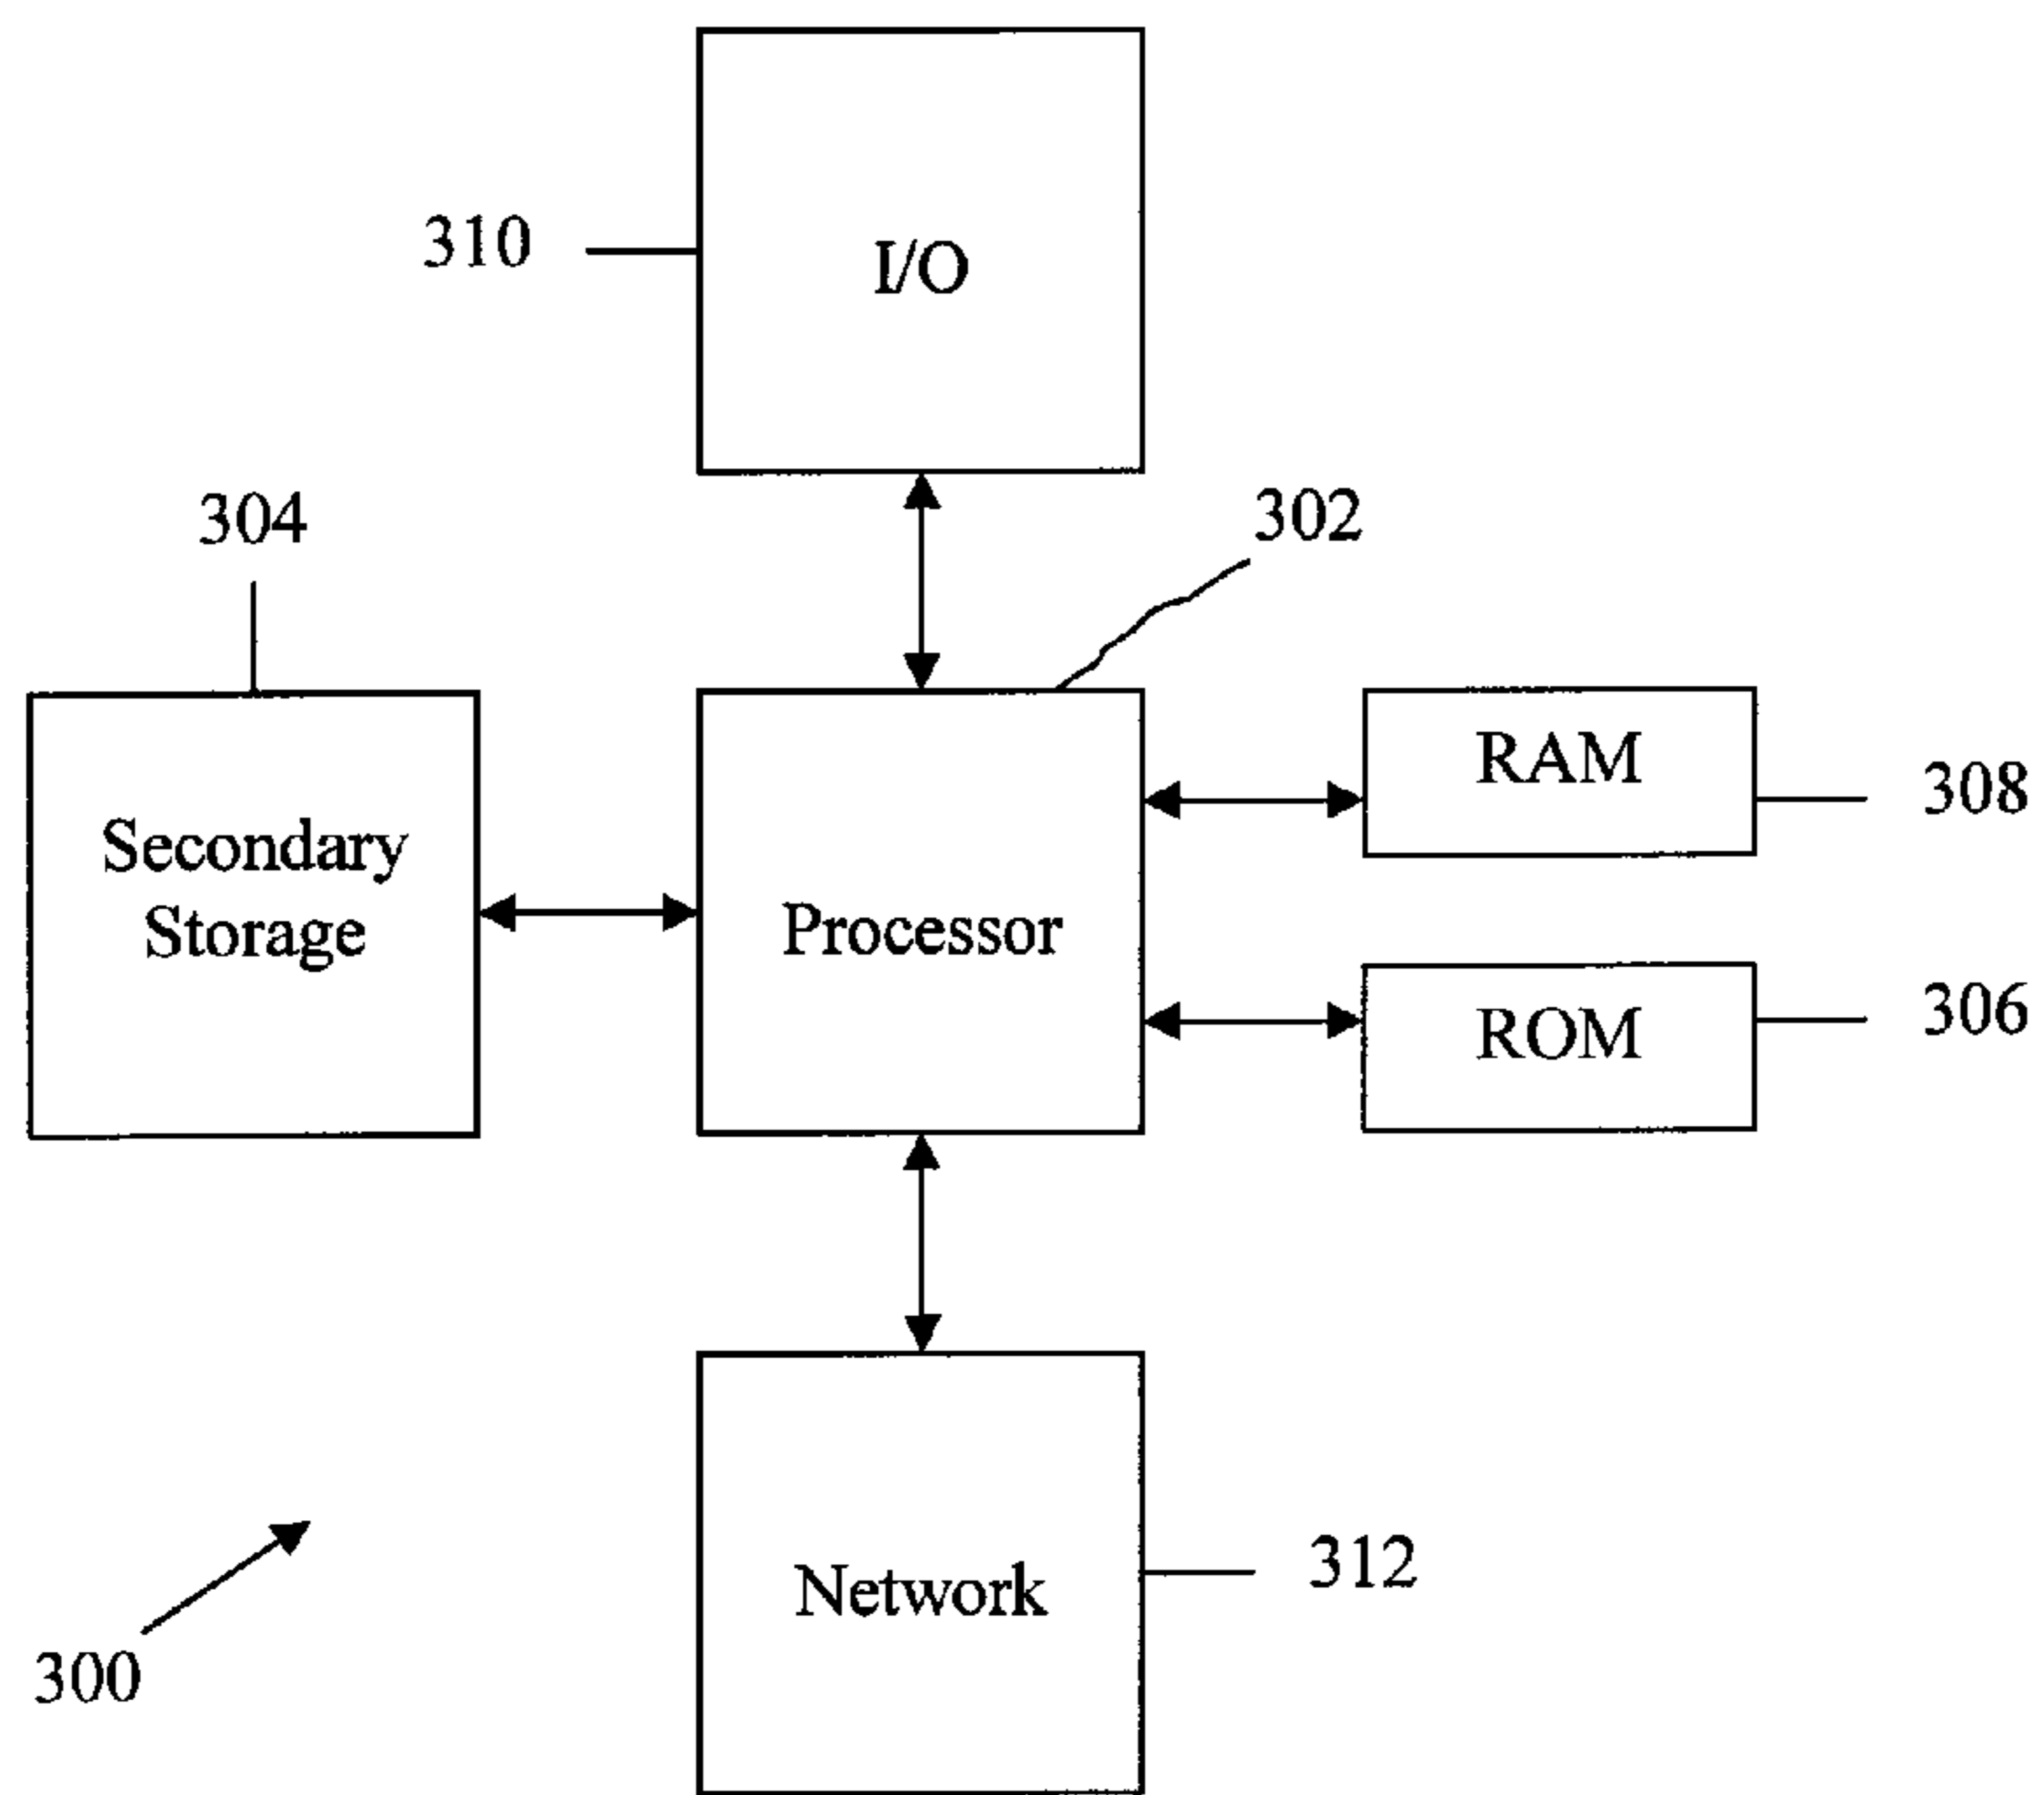 310
I/O
304
302
RAM
308
Secondary
Storage
Processor
ROM
306
Network
312
300